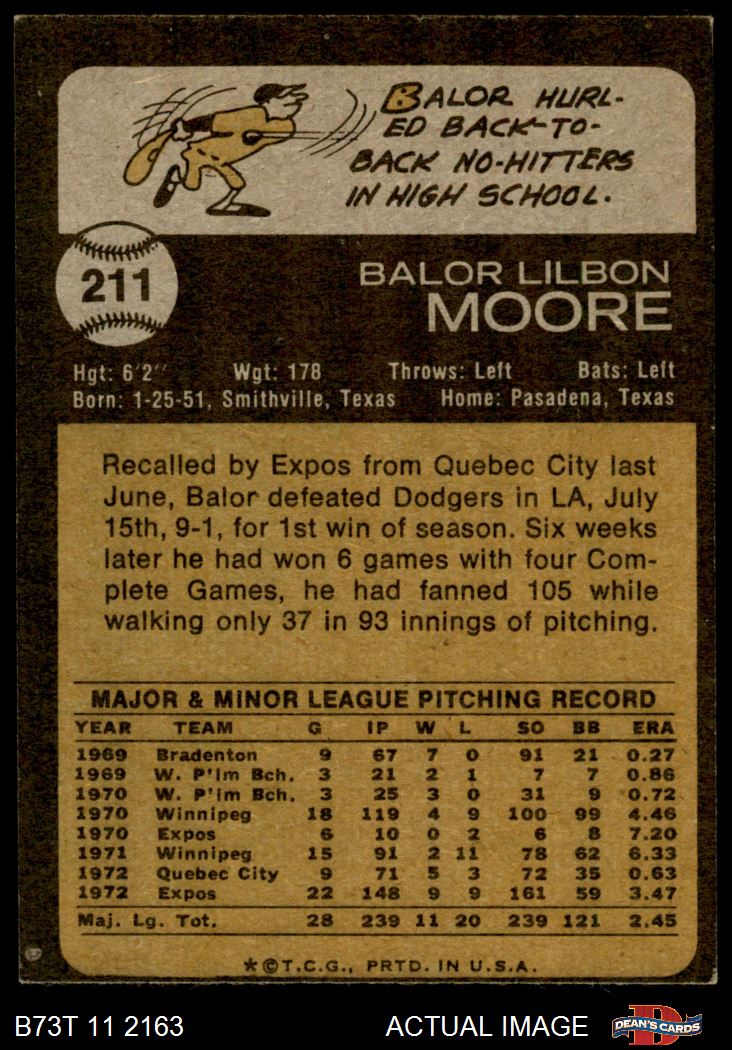 BALOR HURL-
ED BACK-TO-
BACK NO-HITTERS
IN HIGH SCHOOL.
211
BALOR LILBON
MOORE
Hgt: 6'2" Wgt: 178 Throws: Left Bats: Left
Born: 1-25-51, Smithville, Texas Home: Pasadena, Texas
Recalled by Expos from Quebec City last
June, Balor defeated Dodgers in LA, July
15th, 9-1, for 1st win of season. Six weeks
later he had won 6 games with four Com-
plete Games, he had fanned 105 while
walking only 37 in 93 innings of pitching.
MAJOR & MINOR LEAGUE PITCHING RECORD
YEAR TEAM G IP W L SO BB ERA
1969 Bradenton 9 67 7 0 91 21 0.27
1969 W. P'lm Bch. 3 21 2 1 7 7 0.86
1970 W. P'lm Bch. 3 25 3 0 31 9 0.72
1970 Winnipeg 18 119 4 9 100 99 4.46
1970 Expos 6 10 0 2 6 8 7.20
1971 Winnipeg 15 91 2 11 78 62 6.33
1972 Quebec City 9 71 5 3 72 35 0.63
1972 Expos 22 148 9 9 161 59 3.47
Maj. Lg. Tot. 28 239 11 20 239 121 2.45
*©T.C.G., PRTD. IN U.S.A.
B73T 11 2163 ACTUAL IMAGE
D
DEAN'S CARDS